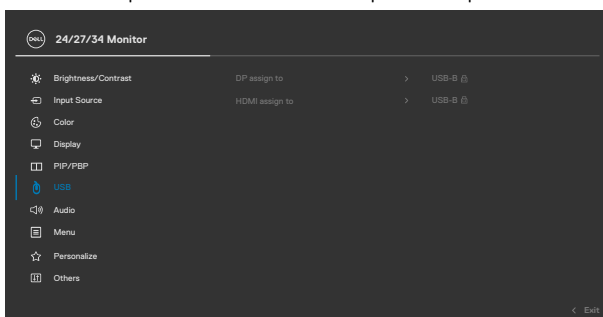 DELL 24/27/34 Monitor
Brightness/Contrast DP assign to > USB-B
Input Source HDMI assign to > USB-B
Color
Display
PIP/PBP
USB
Audio
Menu
Personalize
Others
< Exit